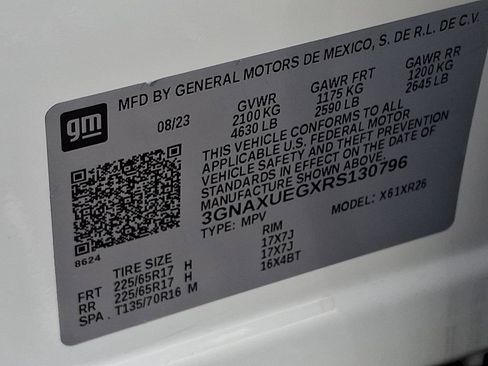 MFD BY GENERAL MOTORS DE MEXICO, S. DE R.L. DE C.V.
gm
08/23
GVWR GAWR FRT GAWR RR
2100 KG 1175 KG 1200 KG
4630 LB 2590 LB 2645 LB
THIS VEHICLE CONFORMS TO ALL
APPLICABLE U.S. FEDERAL MOTOR
VEHICLE SAFETY AND THEFT PREVENTION
STANDARDS IN EFFECT ON THE DATE OF
MANUFACTURE SHOWN ABOVE.
3GNAXUEGXRS130796
TYPE: MPV MODEL: X61XR26
8624
TIRE SIZE RIM
FRT 225/65R17 H 17X7J
RR 225/65R17 H 17X7J
SPA. T135/70R16 M 16X4BT